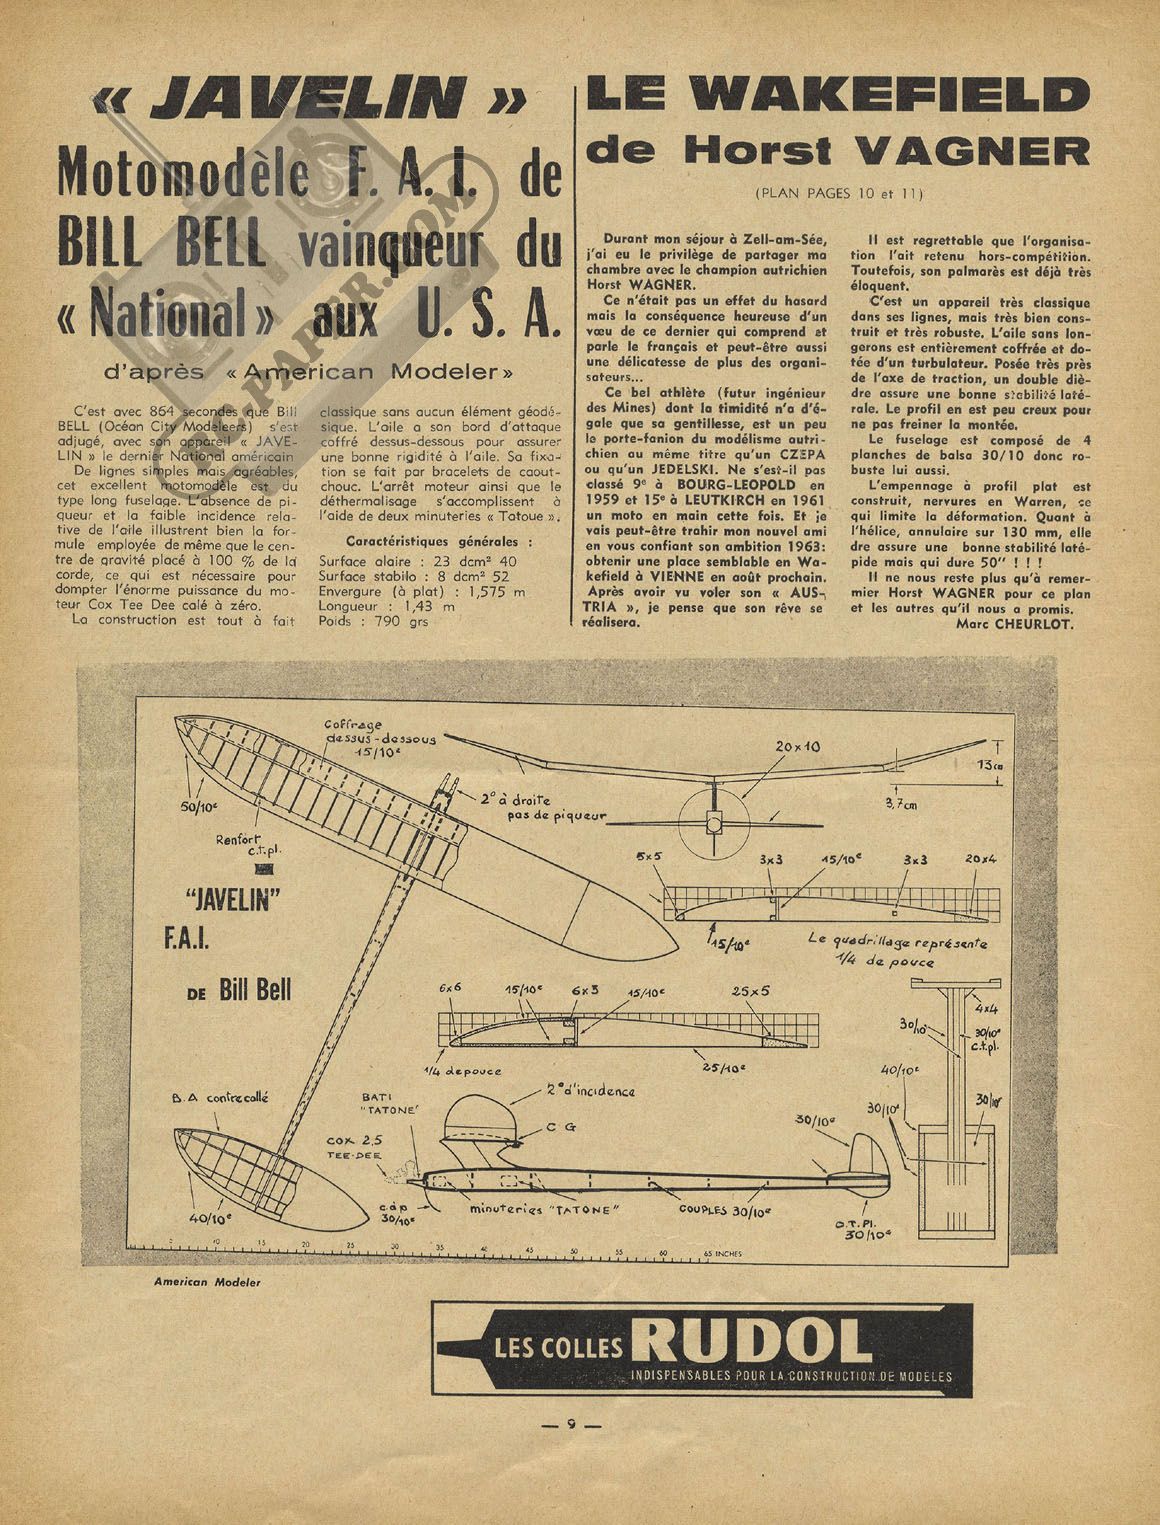 « JAVELIN »
Motomodèle F. A. I. de
BILL BELL vainqueur du
« National » aux U. S. A.
d'après « American Modeler »
C'est avec 864 secondes que Bill
BELL (Océan City Modeleers) s'est
adjugé, avec son appareil « JAVE-
LIN » le dernier National américain
De lignes simples mais agréables,
cet excellent motomodèle est du
type long fuselage. L'absence de pi-
queur et la faible incidence rela-
tive de l'aile illustrent bien la for-
mule employée de même que le cen-
tre de gravité placé à 100 % de la
corde, ce qui est nécessaire pour
dompter l'énorme puissance du mo-
teur Cox Tee Dee calé à zéro.
La construction est tout à fait
classique sans aucun élément géodé-
sique. L'aile a son bord d'attaque
coffré dessus-dessous pour assurer
une bonne rigidité à l'aile. Sa fixa-
tion se fait par bracelets de caout-
chouc. L'arrêt moteur ainsi que le
déthermalisage s'accomplissent à
l'aide de deux minuteries « Tatoue ».
Caractéristiques générales :
Surface alaire : 23 dcm² 40
Surface stabilo : 8 dcm² 52
Envergure (à plat) : 1,575 m
Longueur : 1,43 m
Poids : 790 grs
LE WAKEFIELD
de Horst VAGNER
(PLAN PAGES 10 et 11)
Durant mon séjour à Zell-am-Sée,
j'ai eu le privilège de partager ma
chambre avec le champion autrichien
Horst WAGNER.
Ce n'était pas un effet du hasard
mais la conséquence heureuse d'un
vœu de ce dernier qui comprend et
parle le français et peut-être aussi
une délicatesse de plus des organi-
sateurs...
Ce bel athlète (futur ingénieur
des Mines) dont la timidité n'a d'é-
gale que sa gentillesse, est un peu
le porte-fanion du modélisme autri-
chien au même titre qu'un CZEPA
ou qu'un JEDELSKI. Ne s'est-il pas
classé 9e à BOURG-LEOPOLD en
1959 et 15e à LEUTKIRCH en 1961
un moto en main cette fois. Et je
vais peut-être trahir mon nouvel ami
en vous confiant son ambition 1963:
obtenir une place semblable en Wa-
kefield à VIENNE en août prochain.
Après avoir vu voler son « AUS-
TRIA », je pense que son rêve se
réalisera.
Il est regrettable que l'organisa-
tion l'ait retenu hors-compétition.
Toutefois, son palmarès est déjà très
éloquent.
C'est un appareil très classique
dans ses lignes, mais très bien cons-
truit et très robuste. L'aile sans lon-
gerons est entièrement coffrée et do-
tée d'un turbulateur. Posée très près
de l'axe de traction, un double diè-
dre assure une bonne stabilité laté-
rale. Le profil en est peu creux pour
ne pas freiner la montée.
Le fuselage est composé de 4
planches de balsa 30/10 donc ro-
buste lui aussi.
L'empennage à profil plat est
construit, nervures en Warren, ce
qui limite la déformation. Quant à
l'hélice, annulaire sur 130 mm, elle
dre assure une bonne stabilité laté-
pide mais qui dure 50" ! ! !
Il ne nous reste plus qu'à remer-
mier Horst WAGNER pour ce plan
et les autres qu'il nous a promis.
Marc CHEURLOT.
Coffrage
dessus-dessous
15/10e
50/10e
Renfort
c.t.pl.
2° à droite
pas de piqueur
20x10
13cm
3,7cm
"JAVELIN"
F.A.I.
DE Bill Bell
5x5
3x3
15/10e
3x3
20x4
15/10e
Le quadrillage représente
1/4 de pouce
6x6
15/10e
6x3
15/10e
25x5
1/4 de pouce
25/10e
4x4
30/10e
30/10e
c.t.pl.
40/10e
30/10e
30/10e
B.A contrecollé
40/10e
BATI
"TATONE"
COX 2,5
TEE-DEE
2° d'incidence
C G
30/10e
c à p
30/10e
minuteries "TATONE"
COUPLES 30/10e
C.T.Pl.
30/10e
5 10 15 20 25 30 35 40 45 50 55 60 65 INCHES
American Modeler
LES COLLES RUDOL
INDISPENSABLES POUR LA CONSTRUCTION DE MODELES
— 9 —